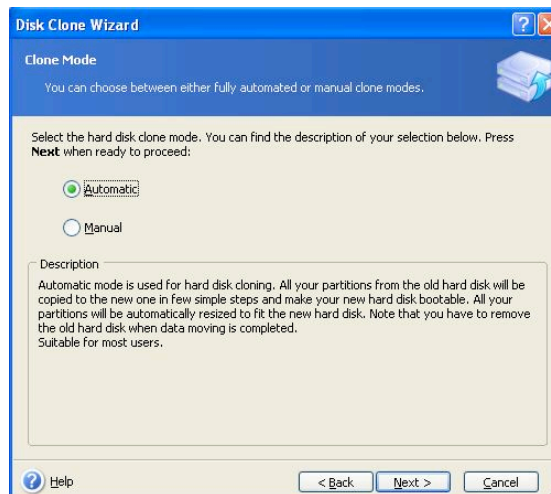 Disk Clone Wizard
Clone Mode
You can choose between either fully automated or manual clone modes.
Select the hard disk clone mode. You can find the description of your selection below. Press
Next when ready to proceed:
Automatic
Manual
Description
Automatic mode is used for hard disk cloning. All your partitions from the old hard disk will be
copied to the new one in few simple steps and make your new hard disk bootable. All your
partitions will be automatically resized to fit the new hard disk. Note that you have to remove
the old hard disk when data moving is completed.
Suitable for most users.
Help
< Back
Next >
Cancel